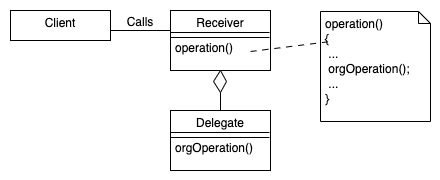 Client
Calls
Receiver
operation()
Delegate
orgOperation()
operation()
{
...
orgOperation();
...
}